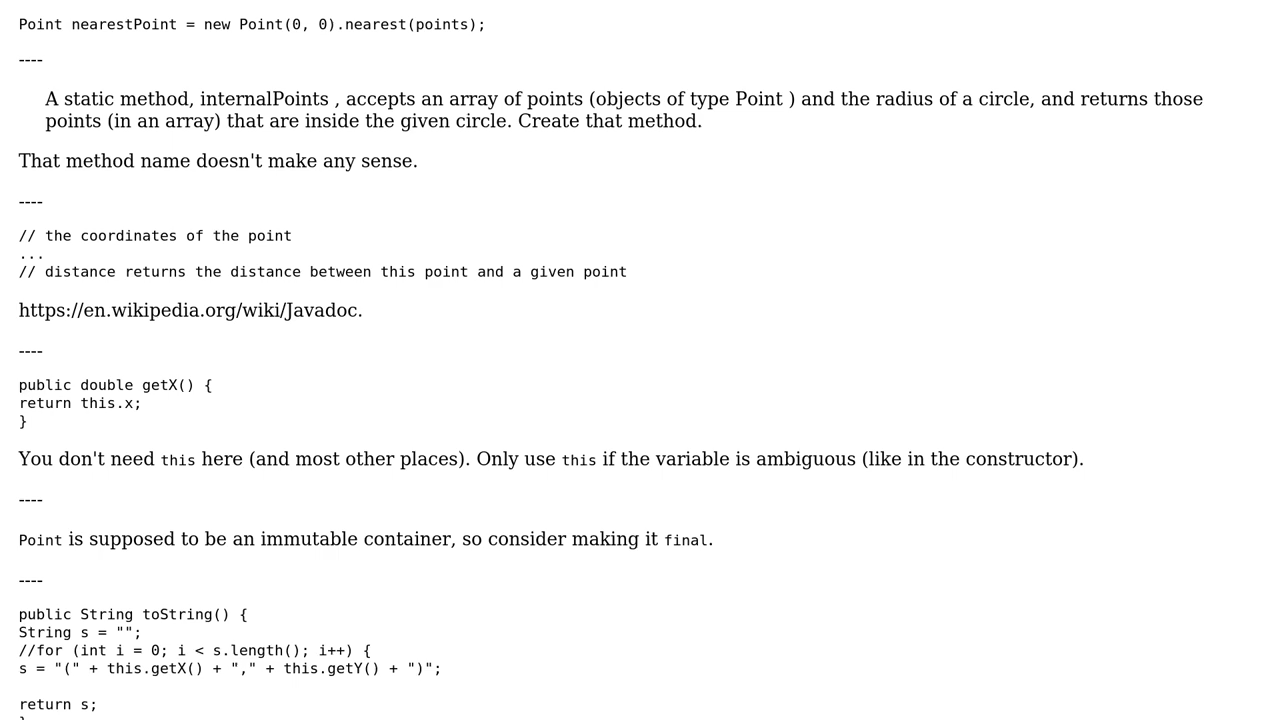 Point nearestPoint = new Point(0, 0).nearest(points);
----
A static method, internalPoints , accepts an array of points (objects of type Point ) and the radius of a circle, and returns those
points (in an array) that are inside the given circle. Create that method.
That method name doesn't make any sense.
----
// the coordinates of the point
...
// distance returns the distance between this point and a given point
https://en.wikipedia.org/wiki/Javadoc.
----
public double getX() {
return this.x;
}
You don't need this here (and most other places). Only use this if the variable is ambiguous (like in the constructor).
----
Point is supposed to be an immutable container, so consider making it final.
----
public String toString() {
String s = "";
//for (int i = 0; i < s.length(); i++) {
s = "(" + this.getX() + "," + this.getY() + ")";
return s;
}